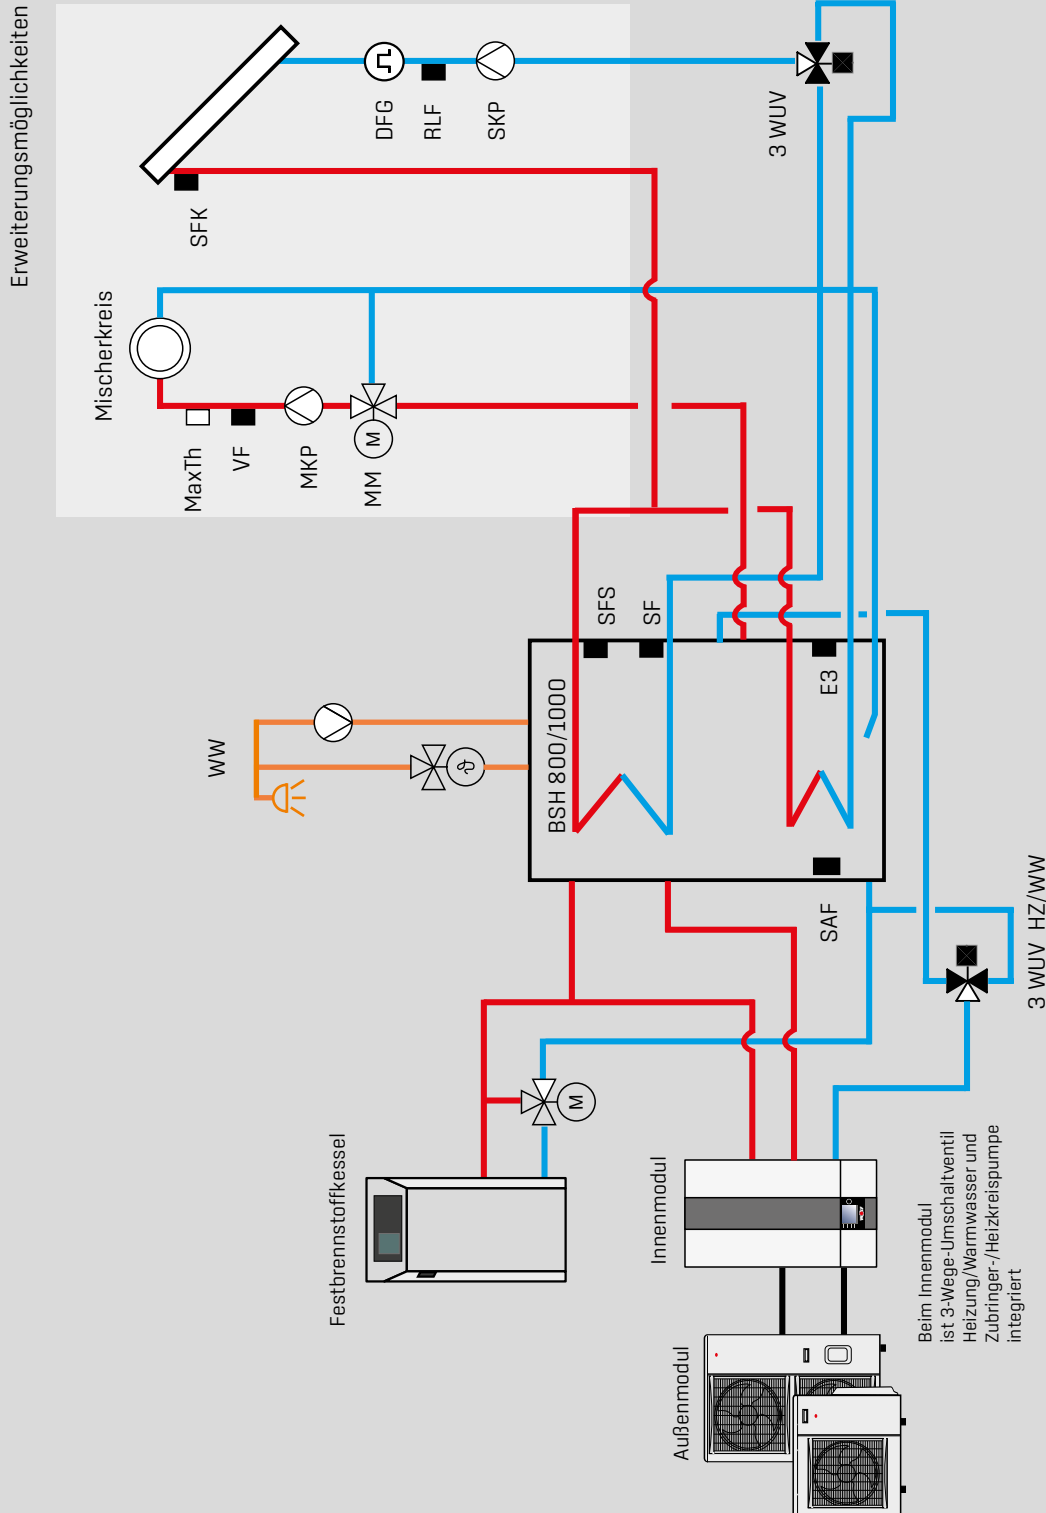 Erweiterungsmöglichkeiten
DFG
RLF
SKP
3 WUV
SFK
Mischerkreis
MaxTh
VF
MKP
MM
M
SFS
SF
E3
BSH 800/1000
WW
ϑ
SAF
3 WUV HZ/WW
M
Festbrennstoffkessel
Innenmodul
Außenmodul
Beim Innenmodul
ist 3-Wege-Umschaltventil
Heizung/Warmwasser und
Zubringer-/Heizkreispumpe
integriert